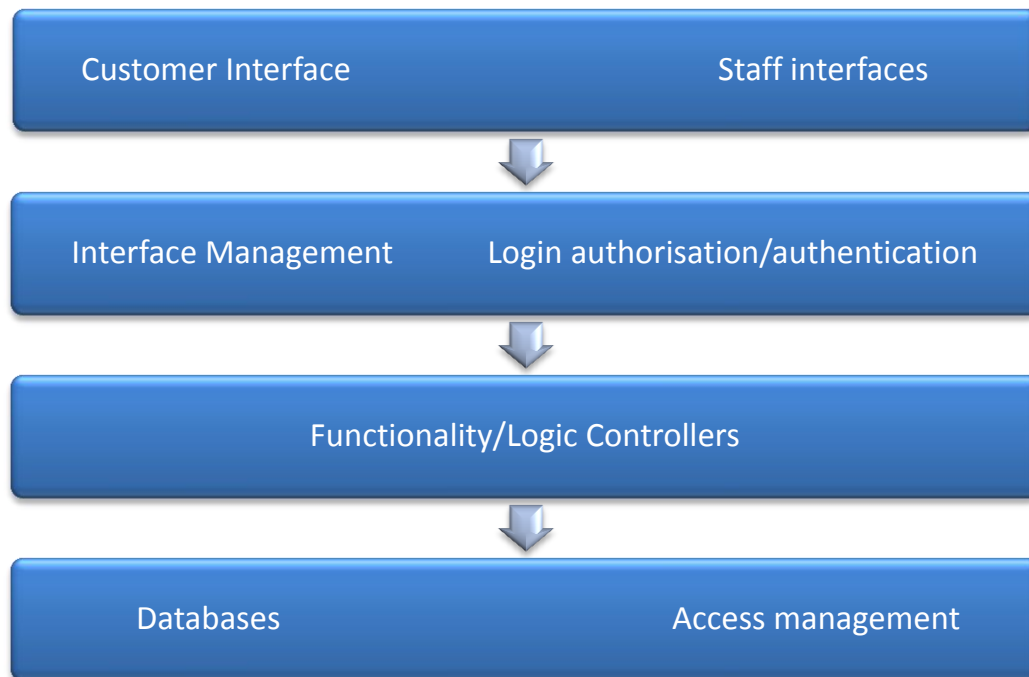 Customer Interface Staff interfaces
Interface Management Login authorisation/authentication
Functionality/Logic Controllers
Databases Access management